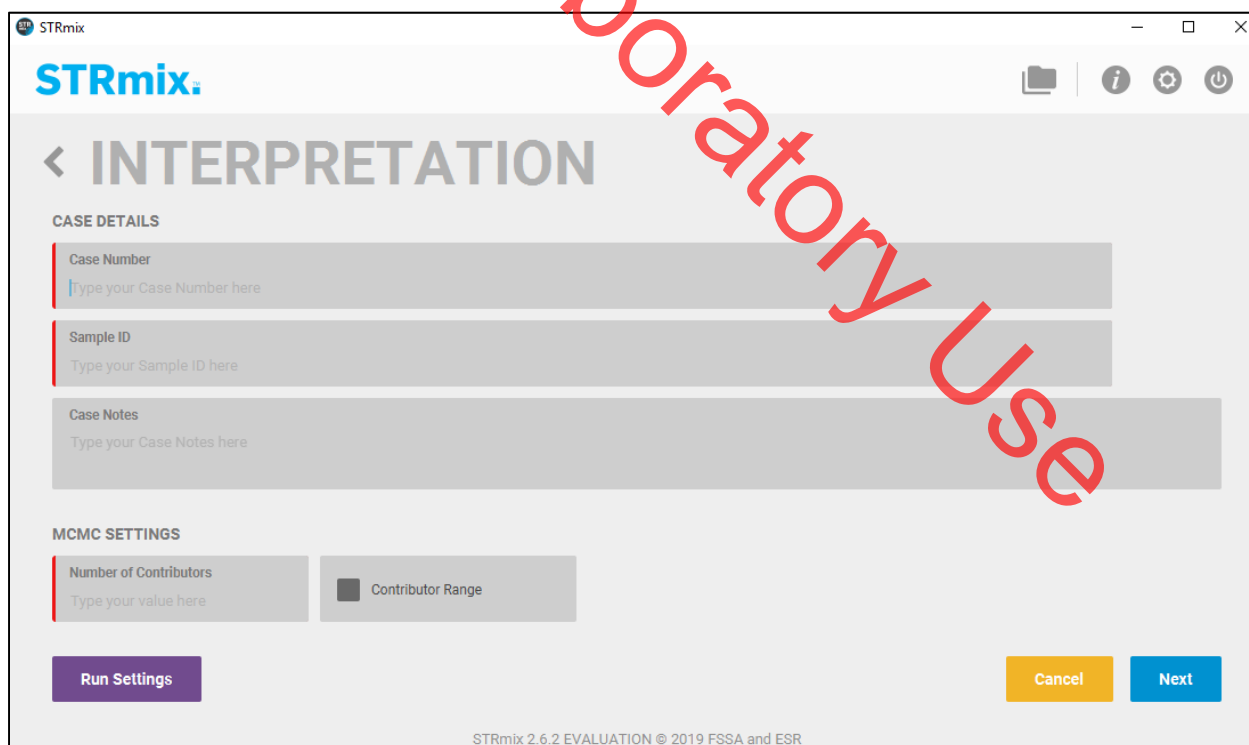 STRmix
STRmix™
i
INTERPRETATION
CASE DETAILS
Case Number
Type your Case Number here
Sample ID
Type your Sample ID here
Case Notes
Type your Case Notes here
MCMC SETTINGS
Number of Contributors
Type your value here
Contributor Range
Run Settings
Cancel
Next
STRmix 2.6.2 EVALUATION © 2019 FSSA and ESR
boratory Use